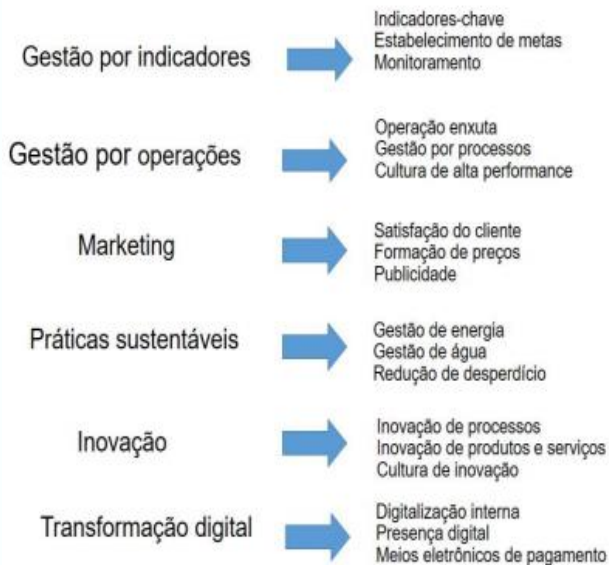 Gestão por indicadores
Indicadores-chave
Estabelecimento de metas
Monitoramento
Gestão por operações
Operação enxuta
Gestão por processos
Cultura de alta performance
Marketing
Satisfação do cliente
Formação de preços
Publicidade
Práticas sustentáveis
Gestão de energia
Gestão de água
Redução de desperdício
Inovação
Inovação de processos
Inovação de produtos e serviços
Cultura de inovação
Transformação digital
Digitalização interna
Presença digital
Meios eletrônicos de pagamento